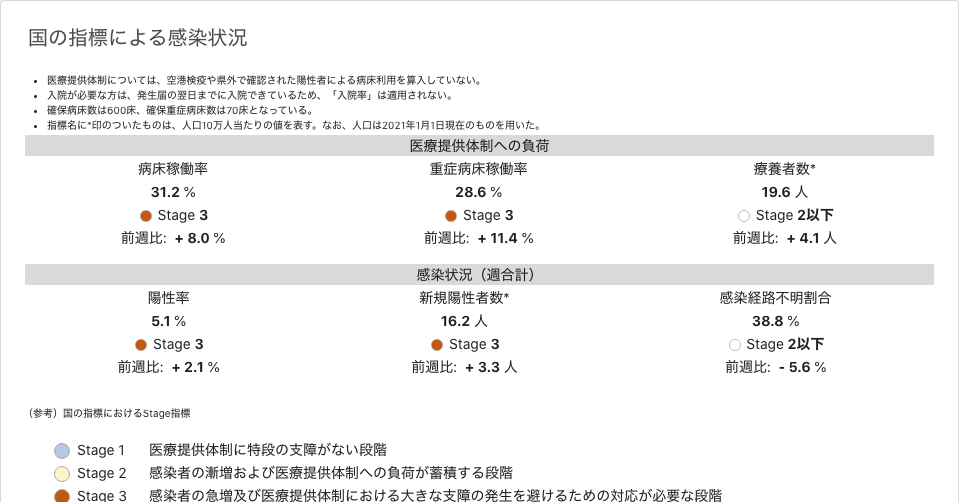 国の指標による感染状況
• 医療提供体制については、空港検疫や県外で確認された陽性者による病床利用を算入していない。
• 入院が必要な方は、発生届の翌日までに入院できているため、「入院率」は適用されない。
• 確保病床数は600床、確保重症病床数は70床となっている。
• 指標名に*印のついたものは、人口10万人当たりの値を表す。なお、人口は2021年1月1日現在のものを用いた。
医療提供体制への負荷
病床稼働率 重症病床稼働率 療養者数*
31.2 % 28.6 % 19.6 人
Stage 3 Stage 3 Stage 2以下
前週比: + 8.0 % 前週比: + 11.4 % 前週比: + 4.1 人
感染状況（週合計）
陽性率 新規陽性者数* 感染経路不明割合
5.1 % 16.2 人 38.8 %
Stage 3 Stage 3 Stage 2以下
前週比: + 2.1 % 前週比: + 3.3 人 前週比: - 5.6 %
（参考）国の指標におけるStage指標
Stage 1 医療提供体制に特段の支障がない段階
Stage 2 感染者の漸増および医療提供体制への負荷が蓄積する段階
Stage 3 感染者の急増及び医療提供体制における大きな支障の発生を避けるための対応が必要な段階